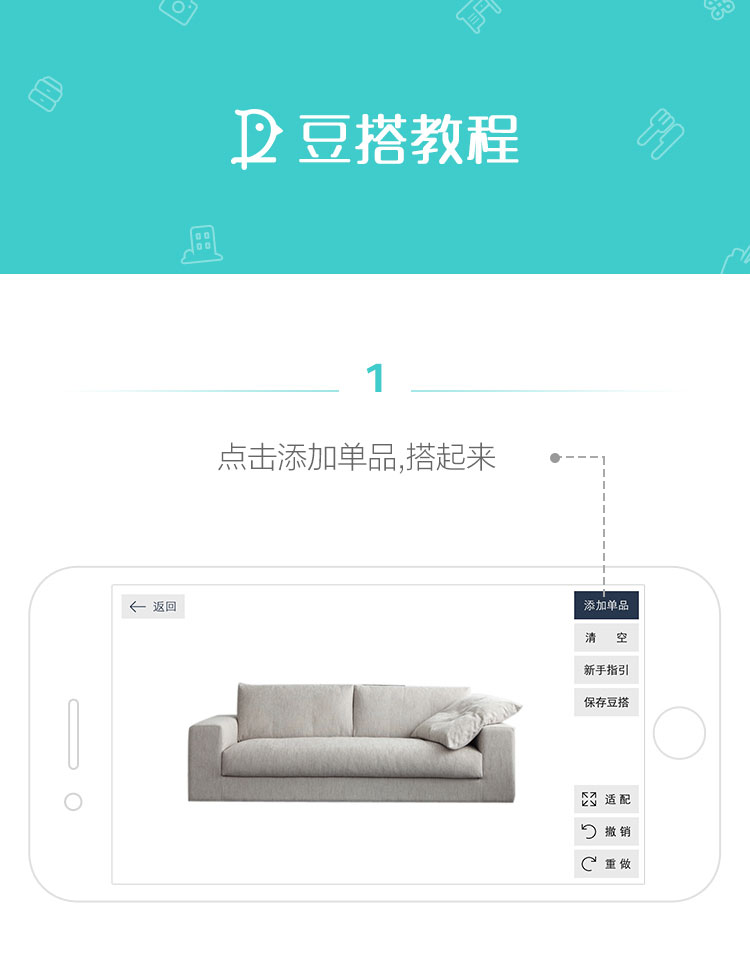 豆搭教程
1
点击添加单品,搭起来
返回
添加单品
清 空
新手指引
保存豆搭
适 配
撤 销
重 做